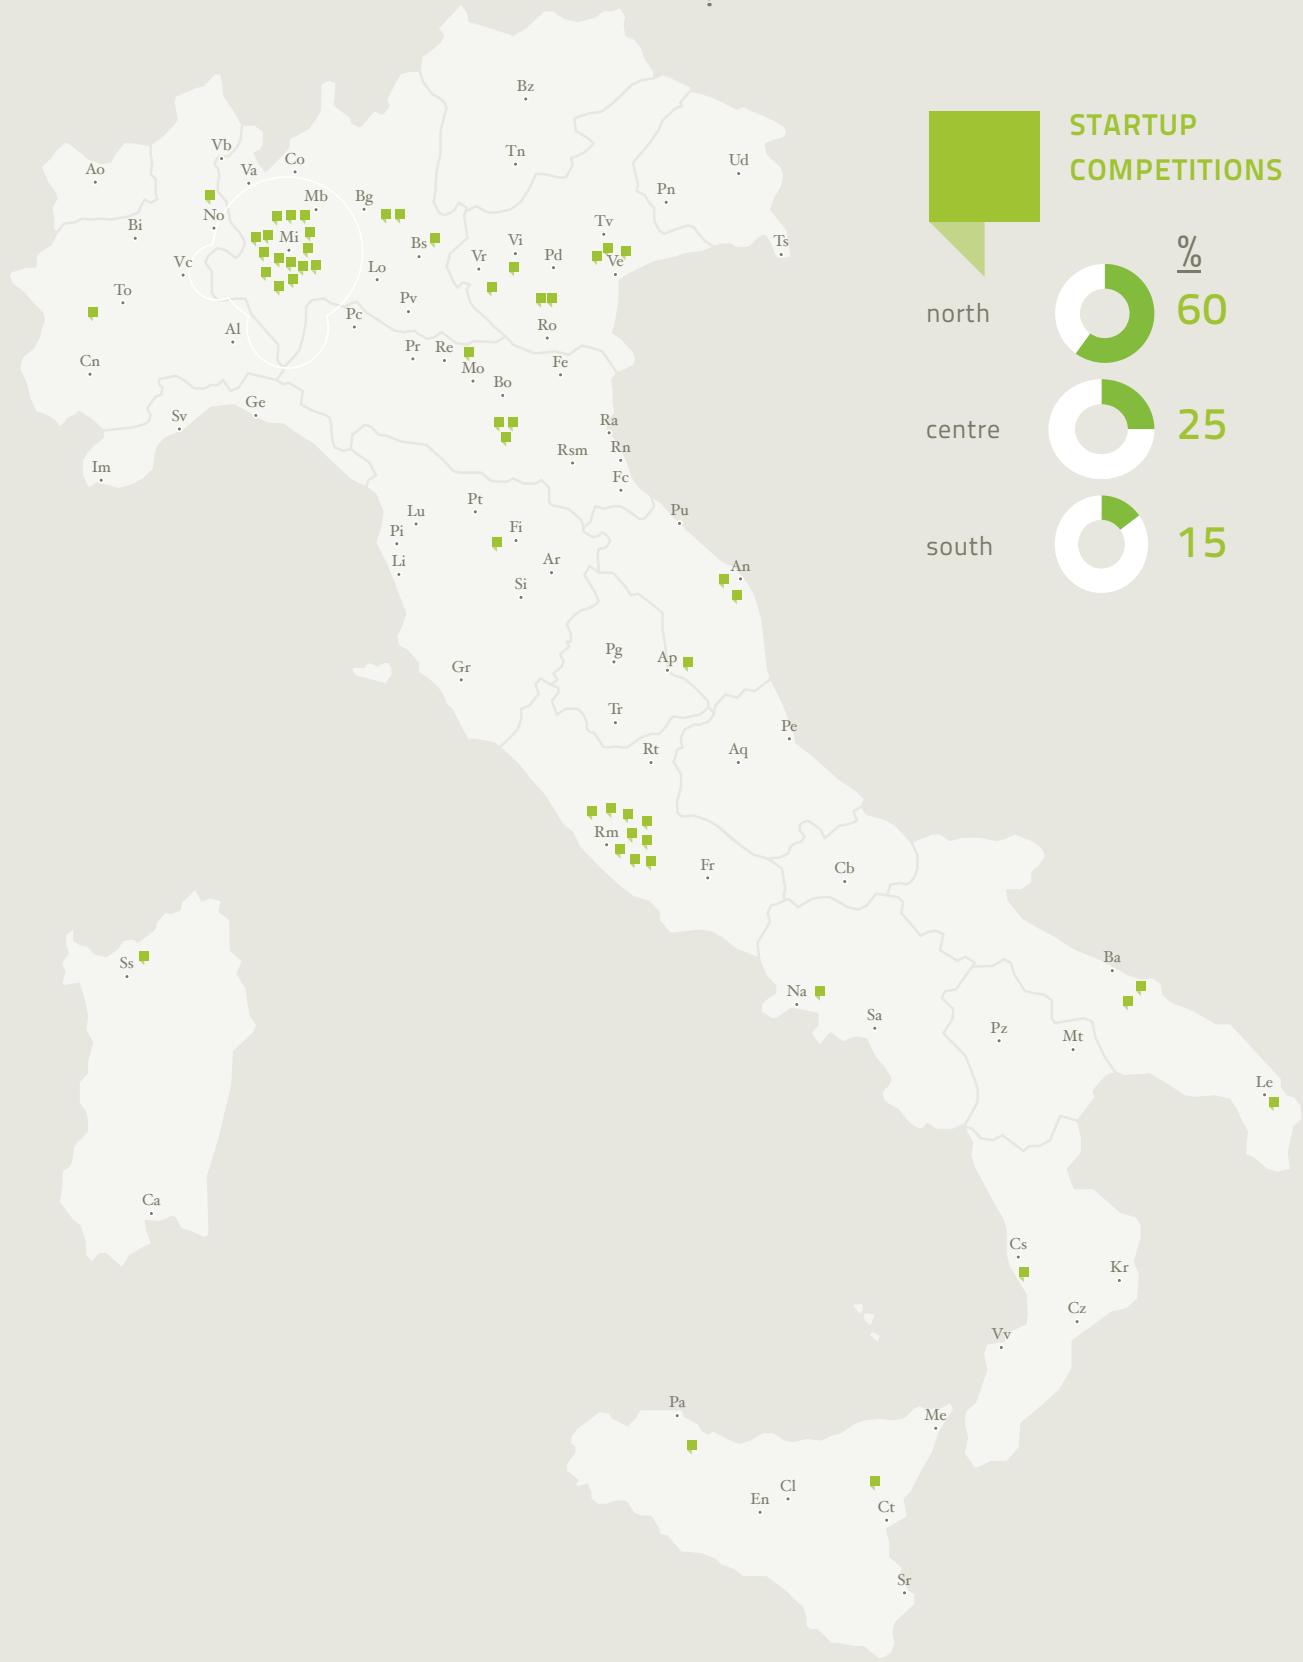 STARTUP
COMPETITIONS
%
north 60
centre 25
south 15
Bz
Tn
Ud
Vb
Va
Co
Ao
Mb
Bg
Pn
No
Bi
Tv
Mi
Bs
Vi
Ts
Vr
Pd
Ve
Vc
Lo
To
Pv
Pc
Al
Ro
Pr
Re
Cn
Mo
Fe
Bo
Ge
Sv
Ra
Rsm
Rn
Im
Fc
Pt
Lu
Pu
Pi
Fi
Li
Ar
An
Si
Pg
Ap
Gr
Tr
Pe
Rt
Aq
Rm
Fr
Cb
Ss
Ba
Na
Sa
Pz
Mt
Le
Ca
Cs
Kr
Cz
Vv
Pa
Me
Cl
En
Ct
Sr